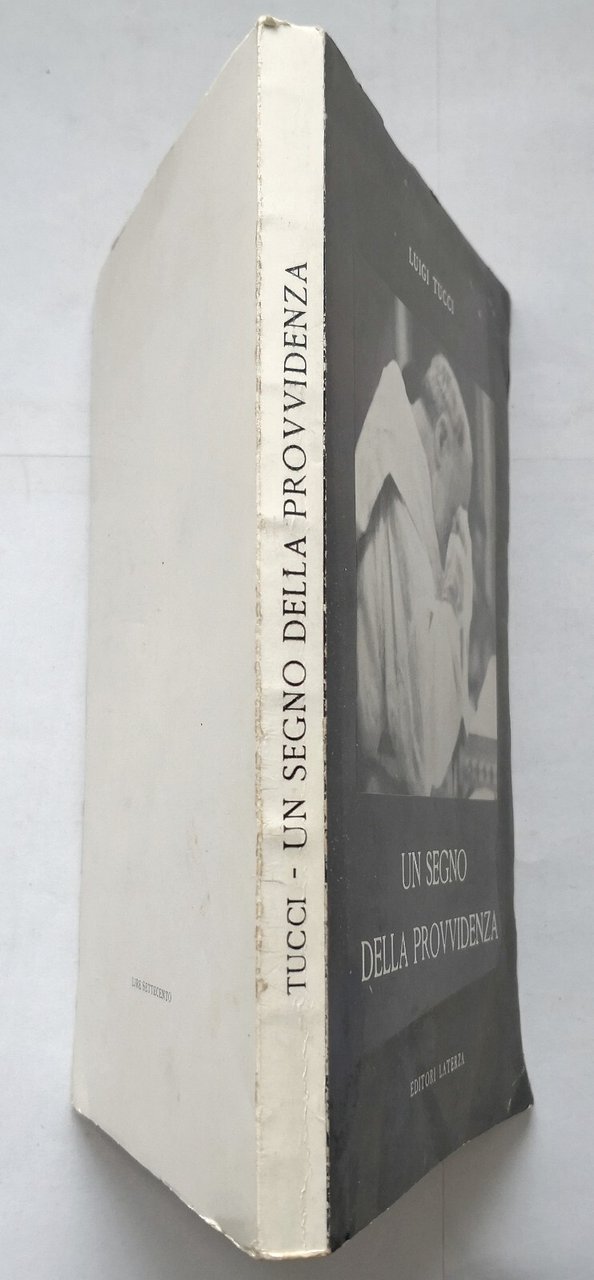 LIRE SETTECENTO
TUCCI - UN SEGNO DELLA PROVVIDENZA
LUIGI TUCCI
UN SEGNO
DELLA PROVVIDENZA
EDITORI LATERZA